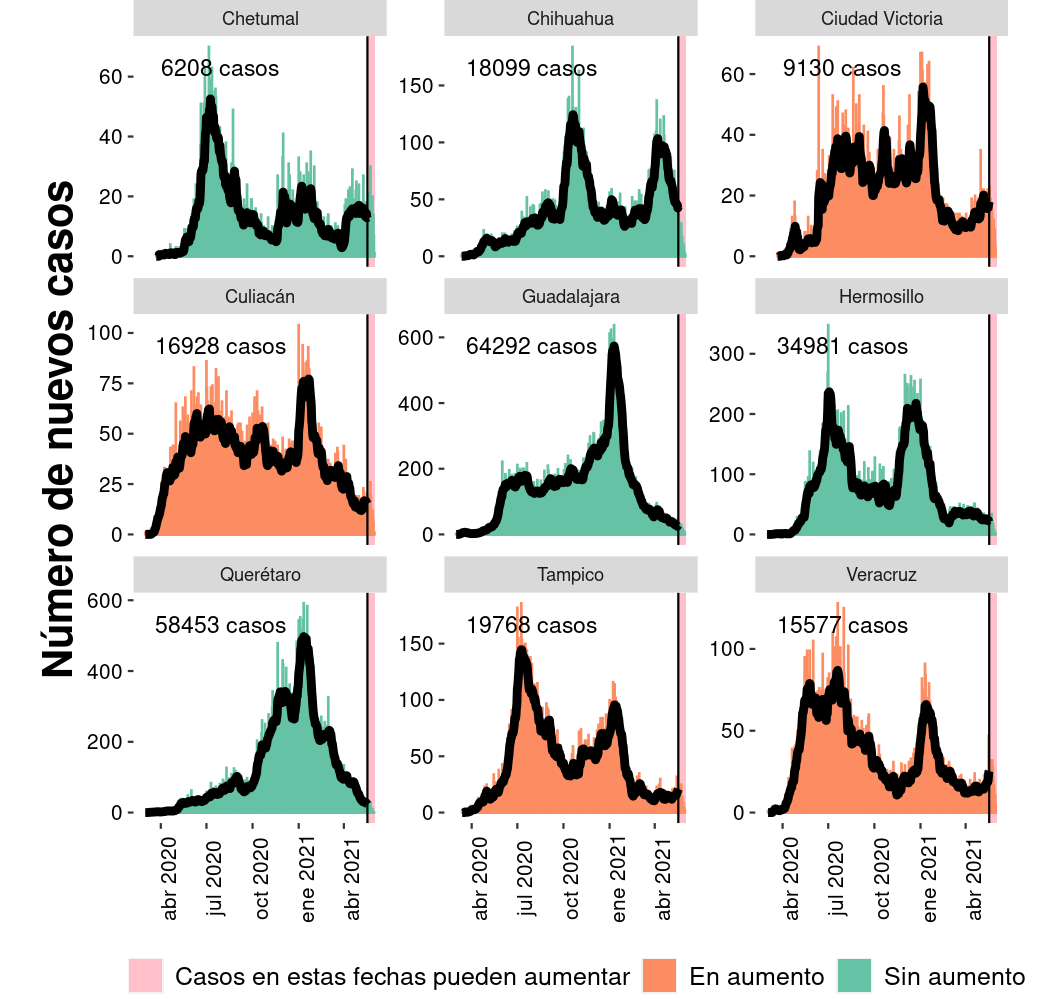 Chetumal
Chihuahua
Ciudad Victoria
6208 casos
18099 casos
9130 casos
60
40
20
0
150
100
50
0
60
40
20
0
Culiacán
Guadalajara
Hermosillo
16928 casos
64292 casos
34981 casos
100
75
50
25
0
600
400
200
0
300
200
100
0
Querétaro
Tampico
Veracruz
58453 casos
19768 casos
15577 casos
600
400
200
0
150
100
50
0
100
50
0
Número de nuevos casos
abr 2020
jul 2020
oct 2020
ene 2021
abr 2021
abr 2020
jul 2020
oct 2020
ene 2021
abr 2021
abr 2020
jul 2020
oct 2020
ene 2021
abr 2021
Casos en estas fechas pueden aumentar
En aumento
Sin aumento